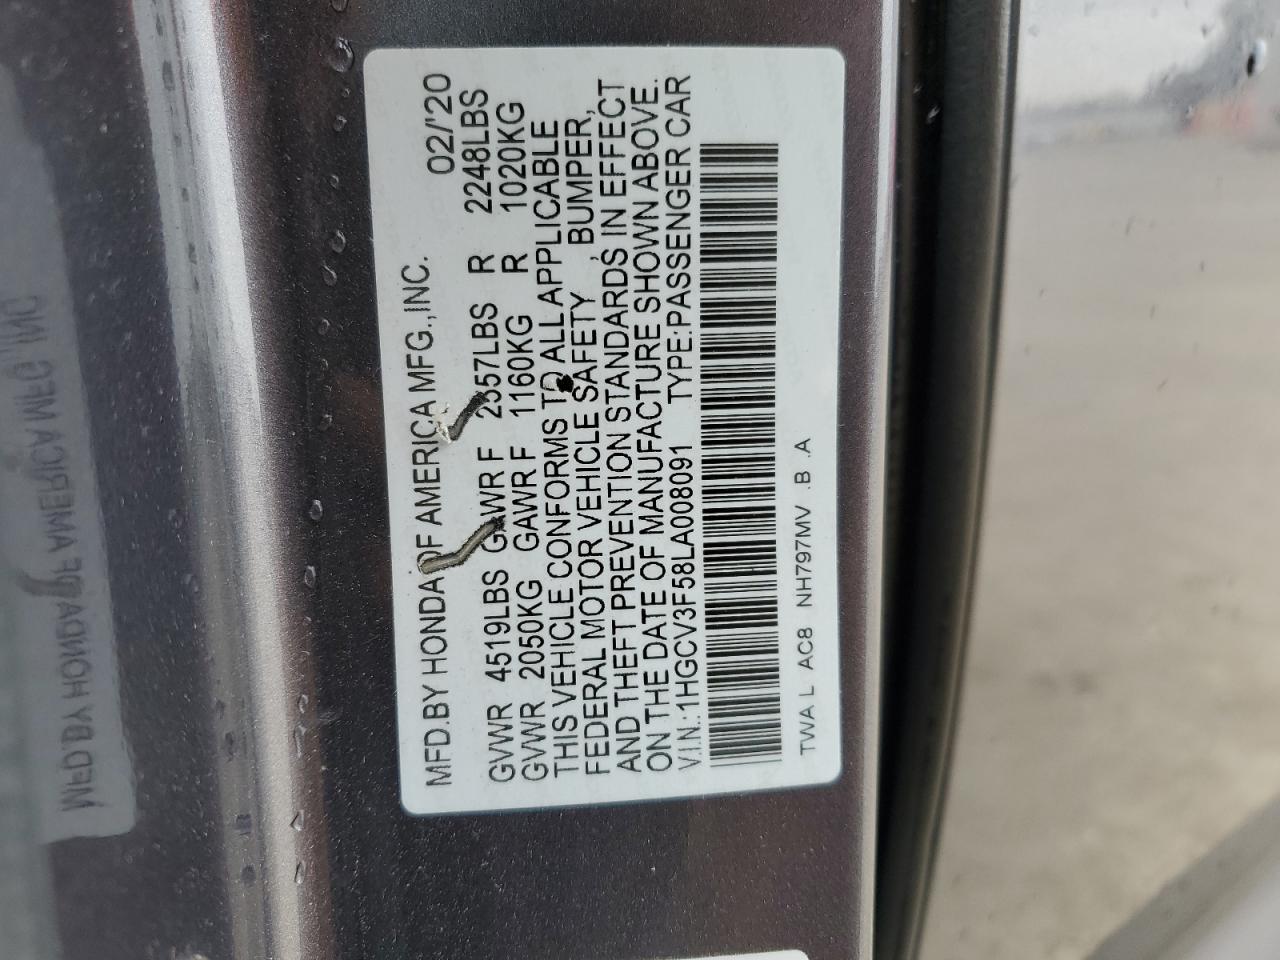 MFD.BY HONDA OF AMERICA MFG.,INC. 02/'20
GVWR 4519LBS GAWR F 2557LBS R 2248LBS
GVWR 2050KG GAWR F 1160KG R 1020KG
THIS VEHICLE CONFORMS TO ALL APPLICABLE
FEDERAL MOTOR VEHICLE SAFETY , BUMPER,
AND THEFT PREVENTION STANDARDS, IN EFFECT
ON THE DATE OF MANUFACTURE SHOWN ABOVE.
V.I.N.:1HGCV3F58LA008091 TYPE:PASSENGER CAR
TWA L AC8 NH797MV .B .A
MFD.BY HONDA OF AMERICA MFG.,INC